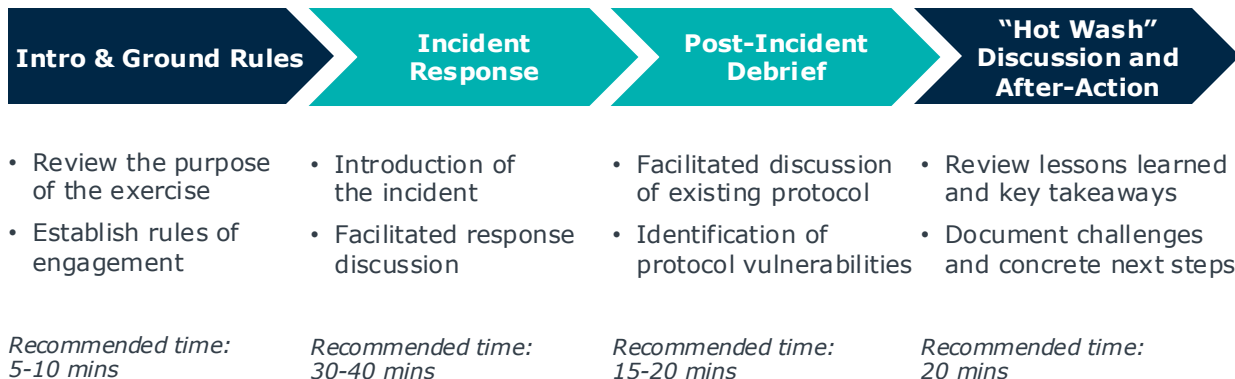 Intro & Ground Rules
Incident
Response
Post-Incident
Debrief
“Hot Wash”
Discussion and
After-Action
• Review the purpose
of the exercise
• Establish rules of
engagement
Recommended time:
5-10 mins
• Introduction of
the incident
• Facilitated response
discussion
Recommended time:
30-40 mins
• Facilitated discussion
of existing protocol
• Identification of
protocol vulnerabilities
Recommended time:
15-20 mins
• Review lessons learned
and key takeaways
• Document challenges
and concrete next steps
Recommended time:
20 mins